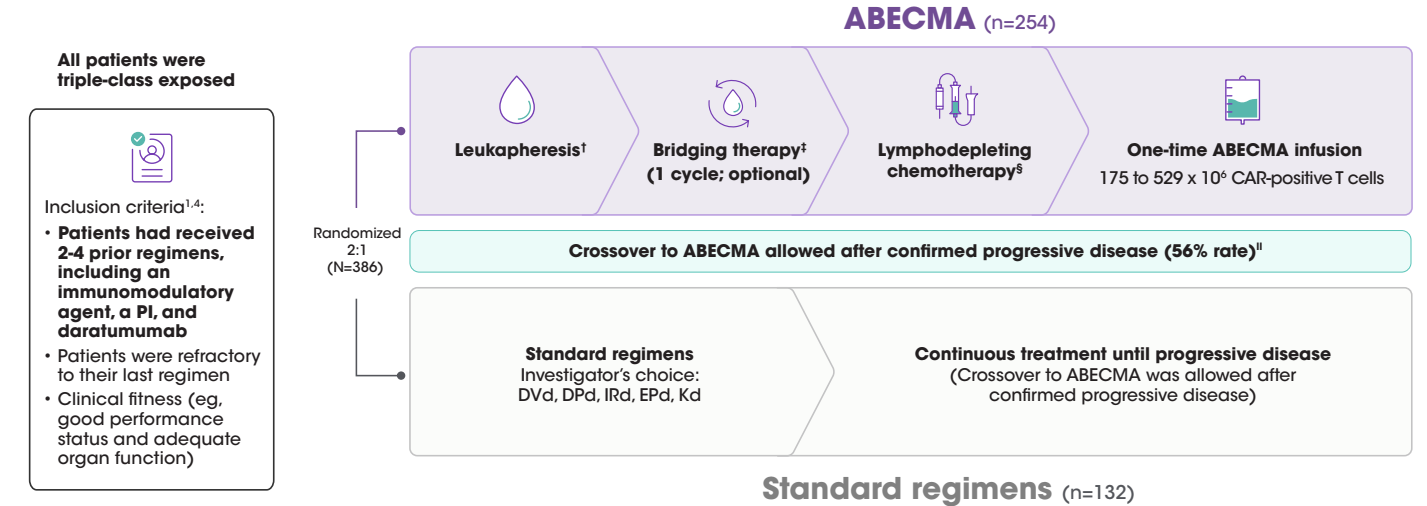 ABECMA (n=254)
All patients were
triple-class exposed
Inclusion criteria¹,⁴:
• Patients had received
2-4 prior regimens,
including an
immunomodulatory
agent, a PI, and
daratumumab
• Patients were refractory
to their last regimen
• Clinical fitness (eg,
good performance
status and adequate
organ function)
Randomized
2:1
(N=386)
Leukapheresis†
Bridging therapy‡
(1 cycle; optional)
Lymphodepleting
chemotherapy§
One-time ABECMA infusion
175 to 529 x 10⁶ CAR-positive T cells
Crossover to ABECMA allowed after confirmed progressive disease (56% rate)ll
Standard regimens
Investigator's choice:
DVd, DPd, IRd, EPd, Kd
Continuous treatment until progressive disease
(Crossover to ABECMA was allowed after
confirmed progressive disease)
Standard regimens (n=132)